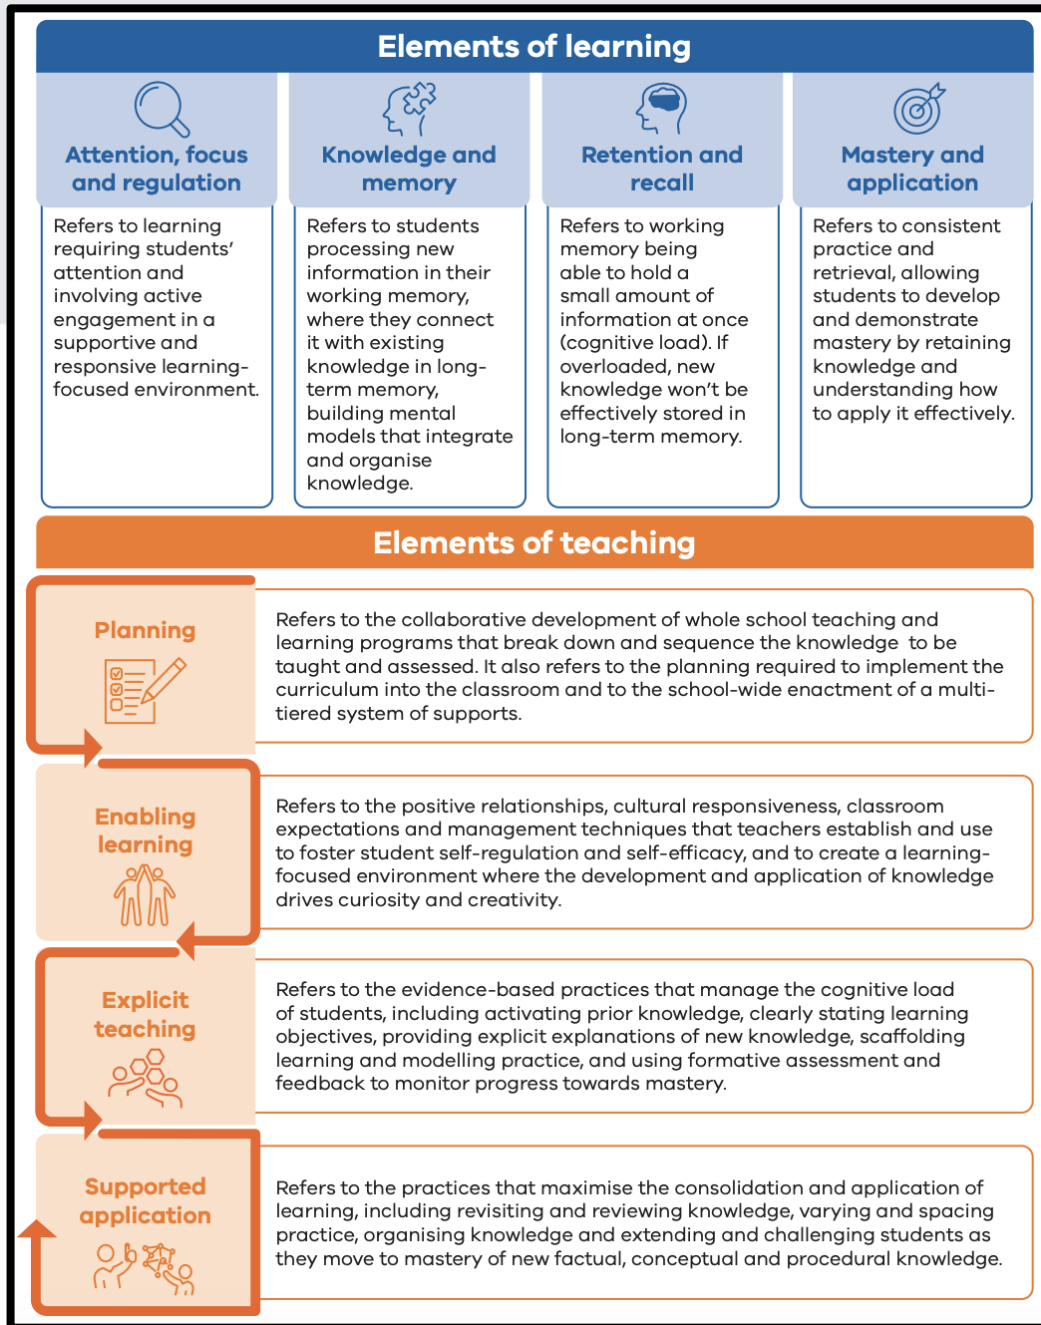 Elements of learning
Attention, focus
and regulation
Refers to learning
requiring students’
attention and
involving active
engagement in a
supportive and
responsive learning-
focused environment.
Knowledge and
memory
Refers to students
processing new
information in their
working memory,
where they connect
it with existing
knowledge in long-
term memory,
building mental
models that integrate
and organise
knowledge.
Retention and
recall
Refers to working
memory being
able to hold a
small amount of
information at once
(cognitive load). If
overloaded, new
knowledge won’t be
effectively stored in
long-term memory.
Mastery and
application
Refers to consistent
practice and
retrieval, allowing
students to develop
and demonstrate
mastery by retaining
knowledge and
understanding how
to apply it effectively.
Elements of teaching
Planning
Refers to the collaborative development of whole school teaching and
learning programs that break down and sequence the knowledge to be
taught and assessed. It also refers to the planning required to implement the
curriculum into the classroom and to the school-wide enactment of a multi-
tiered system of supports.
Enabling
learning
Refers to the positive relationships, cultural responsiveness, classroom
expectations and management techniques that teachers establish and use
to foster student self-regulation and self-efficacy, and to create a learning-
focused environment where the development and application of knowledge
drives curiosity and creativity.
Explicit
teaching
Refers to the evidence-based practices that manage the cognitive load
of students, including activating prior knowledge, clearly stating learning
objectives, providing explicit explanations of new knowledge, scaffolding
learning and modelling practice, and using formative assessment and
feedback to monitor progress towards mastery.
Supported
application
Refers to the practices that maximise the consolidation and application of
learning, including revisiting and reviewing knowledge, varying and spacing
practice, organising knowledge and extending and challenging students as
they move to mastery of new factual, conceptual and procedural knowledge.